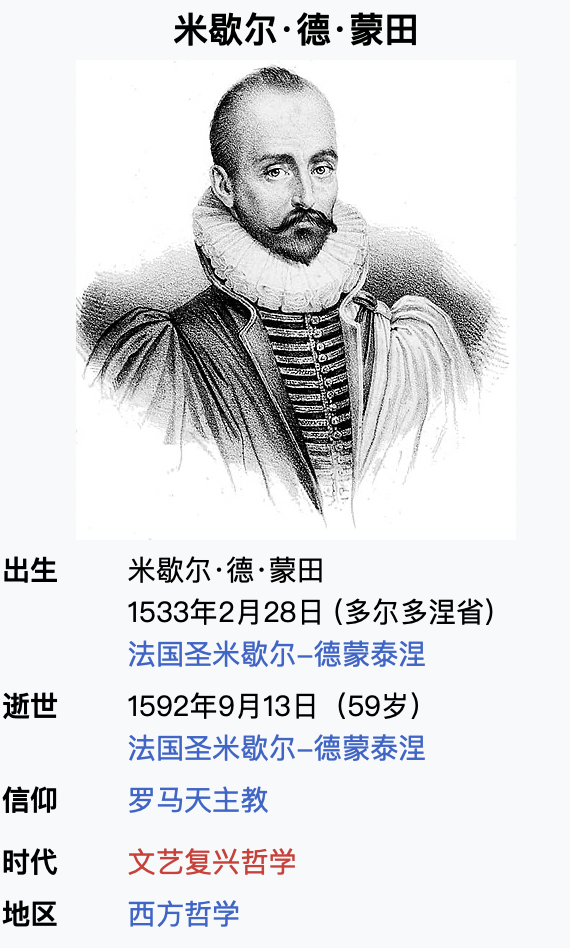 米歇尔·德·蒙田
出生 米歇尔·德·蒙田
1533年2月28日 (多尔多涅省)
法国圣米歇尔–德蒙泰涅
逝世 1592年9月13日（59岁）
法国圣米歇尔–德蒙泰涅
信仰 罗马天主教
时代 文艺复兴哲学
地区 西方哲学